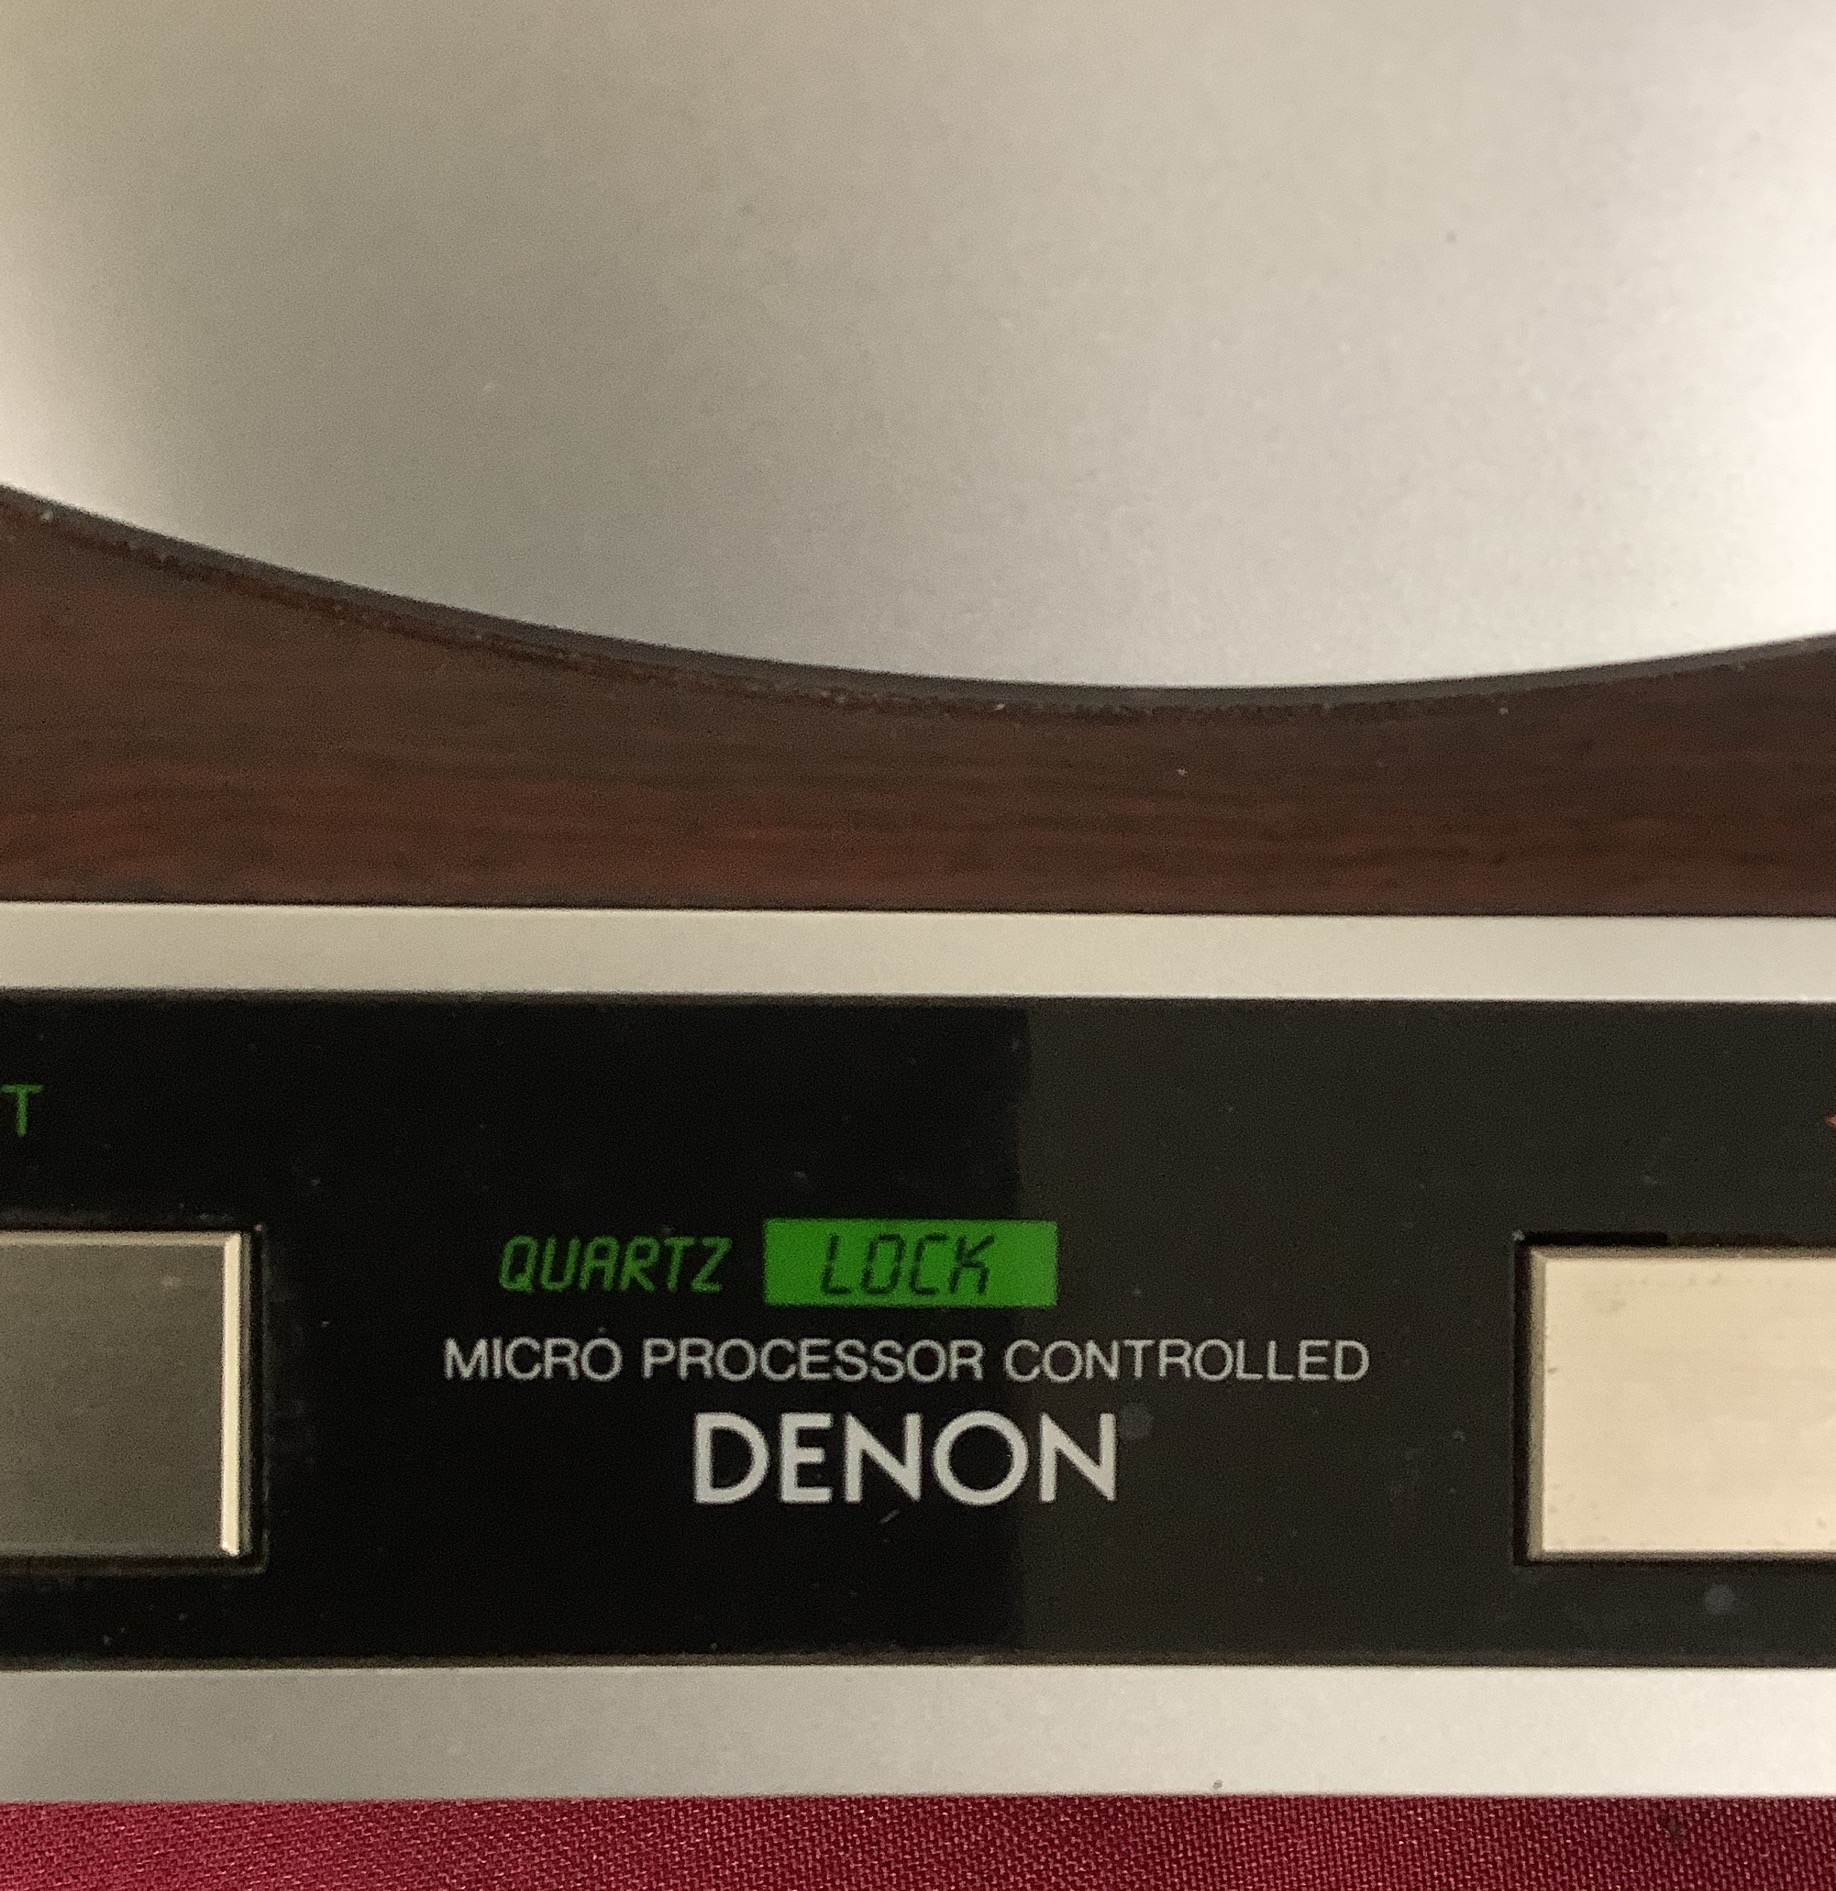 T
QUARTZ LOCK
MICRO PROCESSOR CONTROLLED
DENON